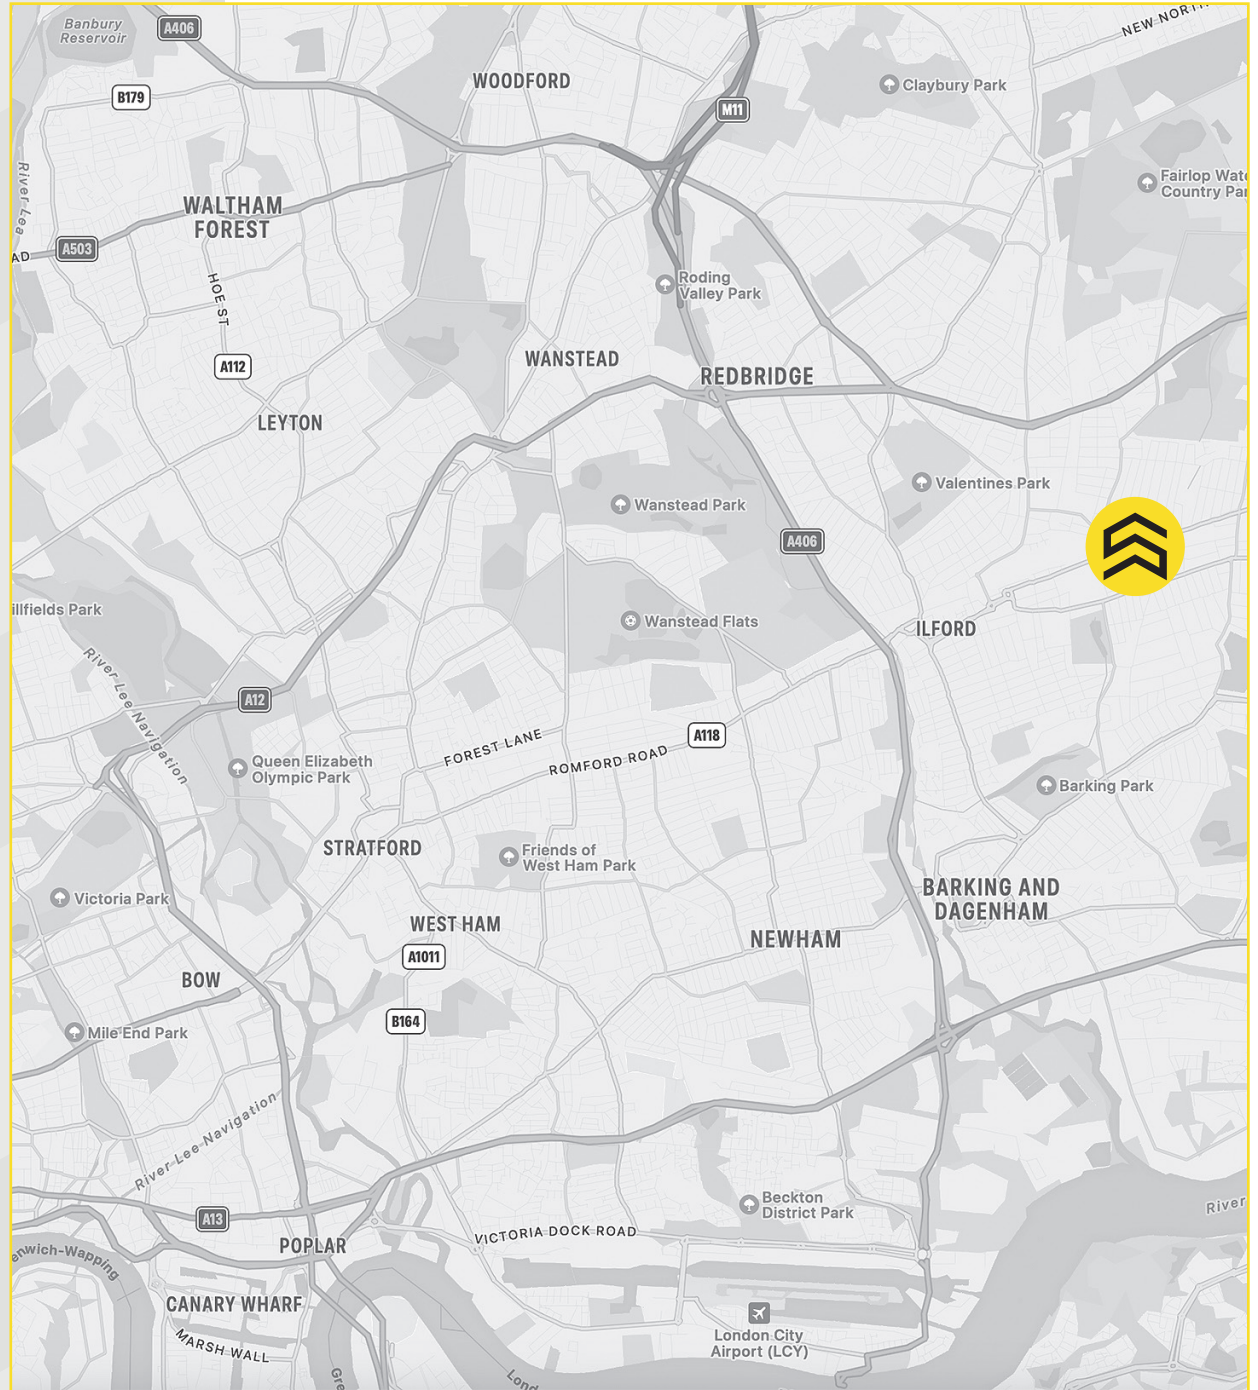 Banbury
Reservoir
A406
NEW NORTH
WOODFORD
Claybury Park
B179
M11
River Lea
Fairlop Wate
Country Par
WALTHAM
FOREST
A503
AD
HOE ST
Roding
Valley Park
WANSTEAD
A112
REDBRIDGE
LEYTON
Valentines Park
Wanstead Park
A406
illfields Park
Wanstead Flats
ILFORD
River Lee Navigation
A12
FOREST LANE
A118
ROMFORD ROAD
Queen Elizabeth
Olympic Park
Barking Park
STRATFORD
Friends of
West Ham Park
Victoria Park
BARKING AND
DAGENHAM
WEST HAM
NEWHAM
A1011
BOW
B164
Mile End Park
River Lee Navigation
Beckton
District Park
River
A13
VICTORIA DOCK ROAD
POPLAR
enwich-Wapping
CANARY WHARF
MARSH WALL
London City
Airport (LCY)
Gre
Lond